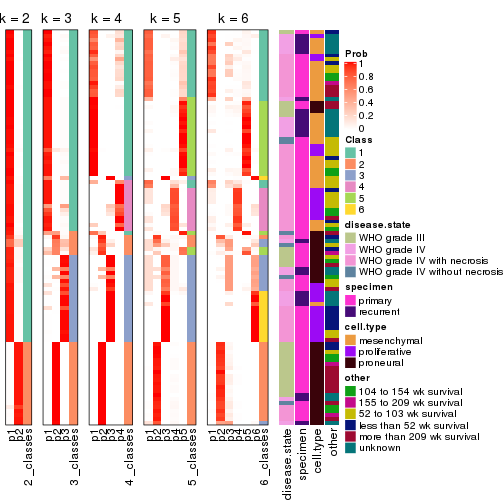 k = 2 k = 3 k = 4 k = 5 k = 6
Prob
1
0.8
0.6
0.4
0.2
0
Class
1
2
3
4
5
6
disease.state
WHO grade III
WHO grade IV
WHO grade IV with necrosis
WHO grade IV without necrosis
specimen
primary
recurrent
cell.type
mesenchymal
proliferative
proneural
other
104 to 154 wk survival
155 to 209 wk survival
52 to 103 wk survival
less than 52 wk survival
more than 209 wk survival
unknown
p1 p2 2_classes p1 p2 p3 3_classes p1 p2 p3 p4 4_classes p1 p2 p3 p4 p5 5_classes p1 p2 p3 p4 p5 p6 6_classes disease.state specimen cell.type other